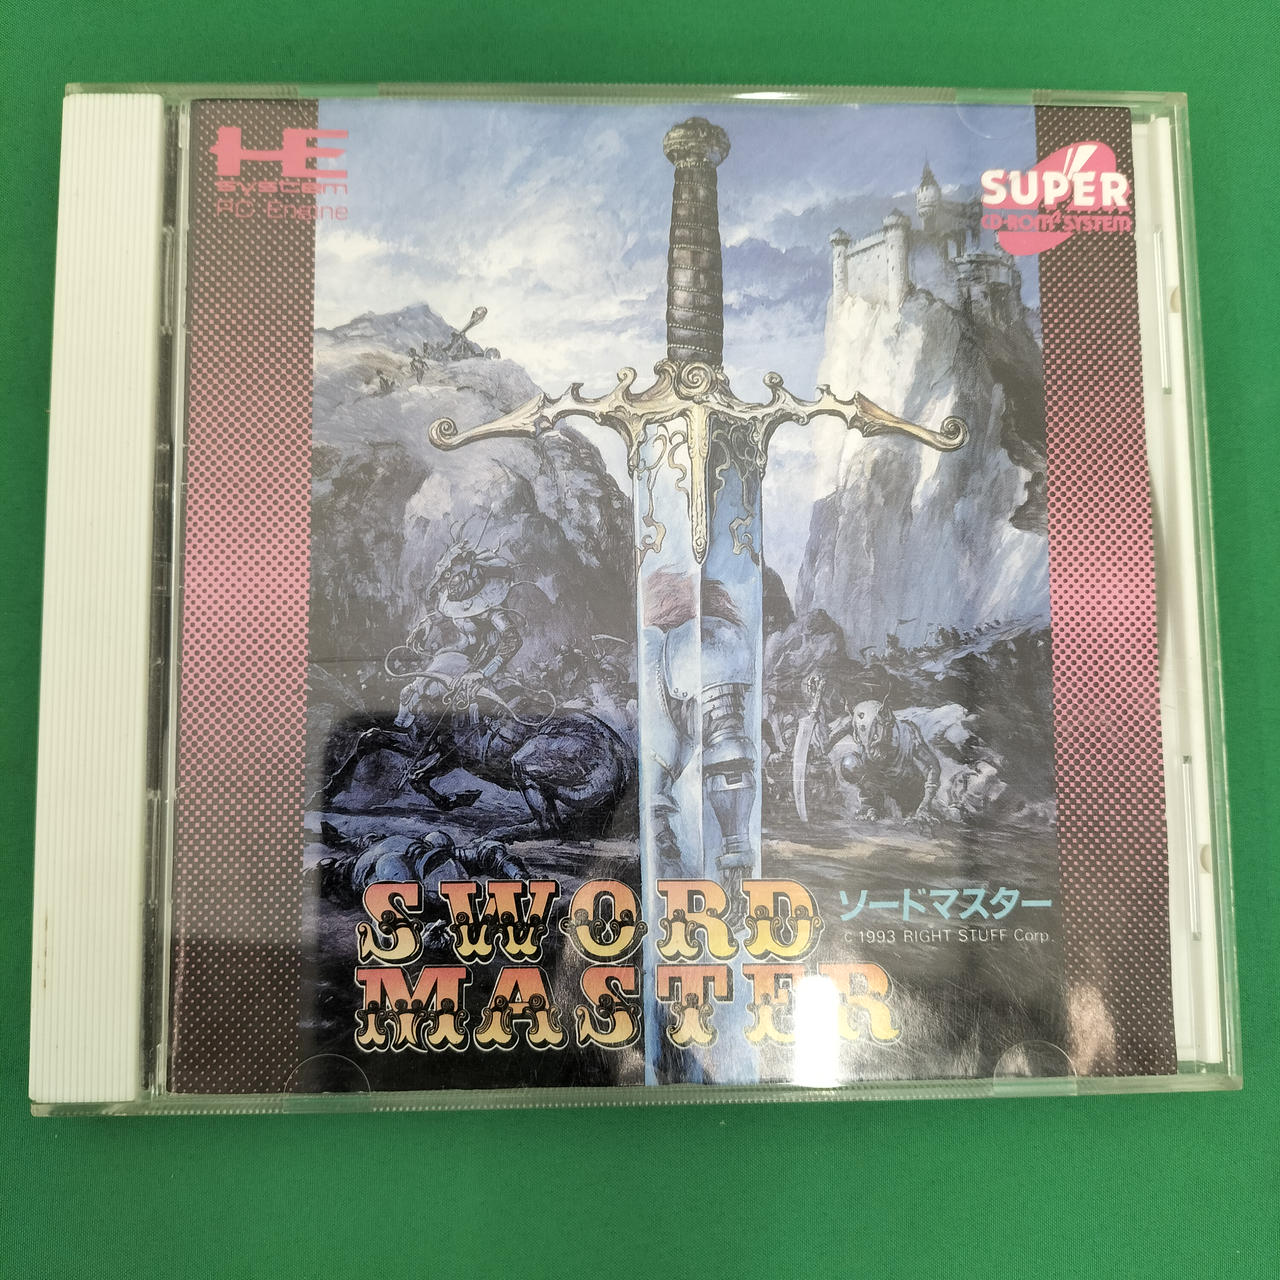 HE
system
PC Engine
SUPER
CD-ROM² SYSTEM
SWORD
MASTER
ソードマスター
c 1993 RIGHT STUFF Corp.